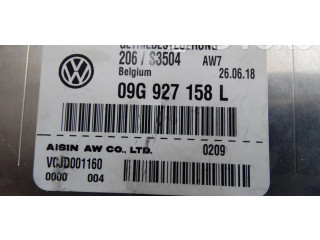 GETRIEBESTEUERUNG
206 / S3504 AW7
Belgium 26.06.18
09G 927 158 L
AISIN AW CO., LTD. 0209
VCJD001160
0000 004